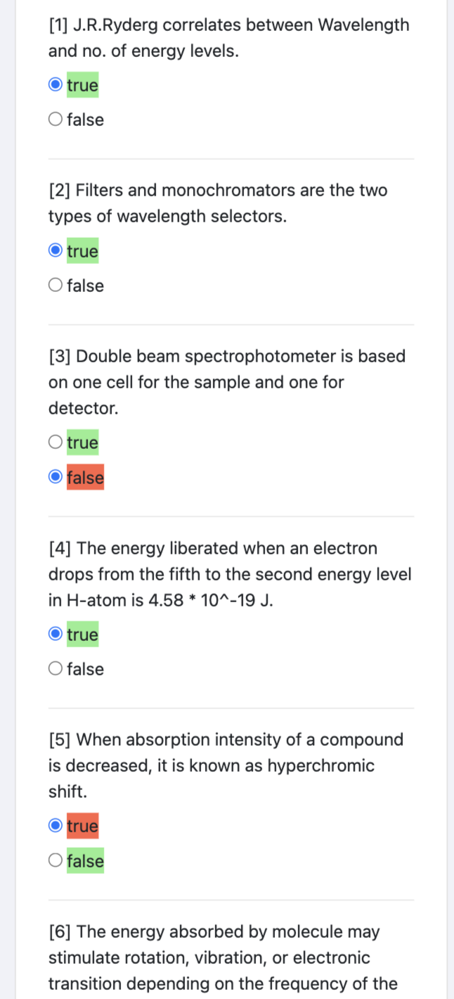 [1] J.R.Ryderg correlates between Wavelength
and no. of energy levels.
true
false
[2] Filters and monochromators are the two
types of wavelength selectors.
true
false
[3] Double beam spectrophotometer is based
on one cell for the sample and one for
detector.
true
false
[4] The energy liberated when an electron
drops from the fifth to the second energy level
in H-atom is 4.58 * 10^-19 J.
true
false
[5] When absorption intensity of a compound
is decreased, it is known as hyperchromic
shift.
true
false
[6] The energy absorbed by molecule may
stimulate rotation, vibration, or electronic
transition depending on the frequency of the